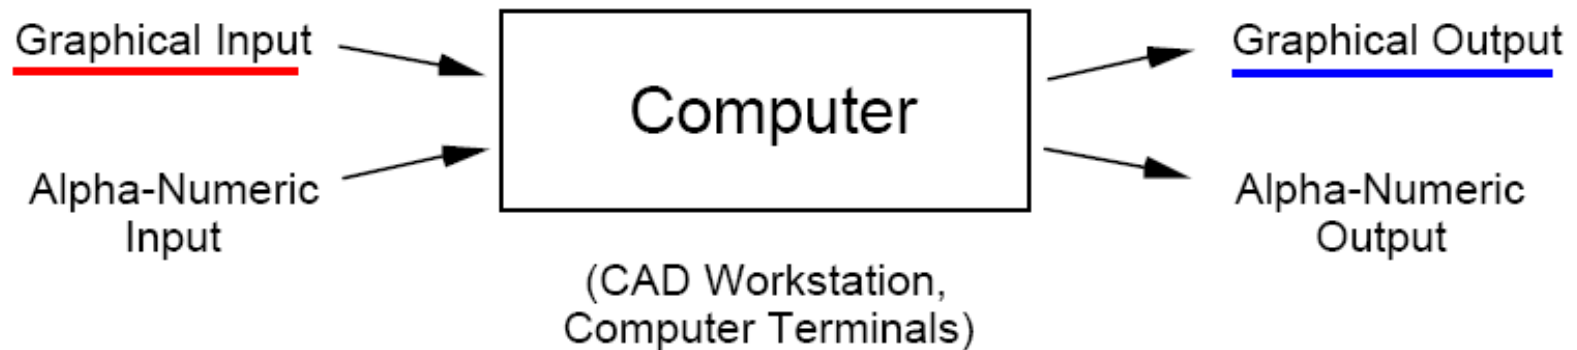 Graphical Input
Alpha-Numeric
Input
Computer
(CAD Workstation,
Computer Terminals)
Graphical Output
Alpha-Numeric
Output